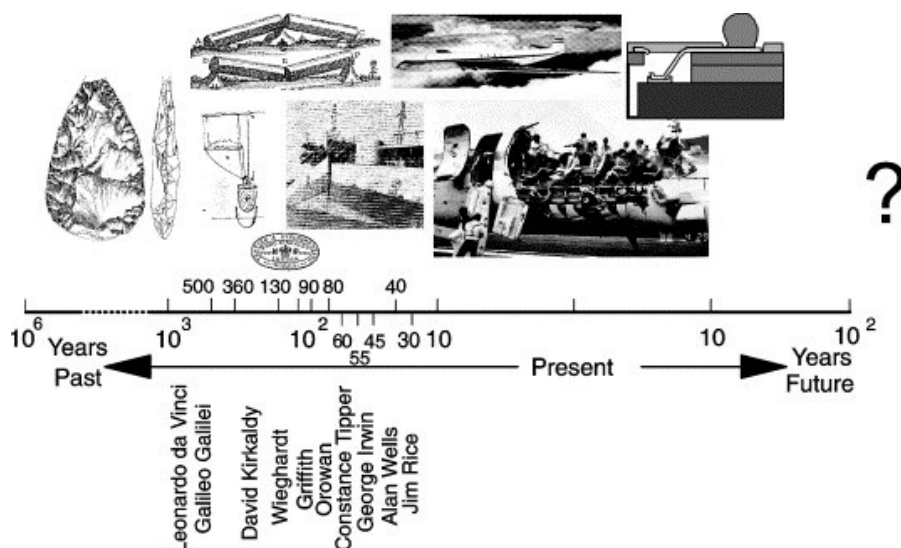 ?
500 360 130 90 80 40
10⁶ 10³ 10² 60 45 30 10 10 10²
55
Years Past
Present
Years Future
Leonardo da Vinci
Galileo Galilei
David Kirkaldy
Wieghardt
Griffith
Orowan
Constance Tipper
George Irwin
Alan Wells
Jim Rice